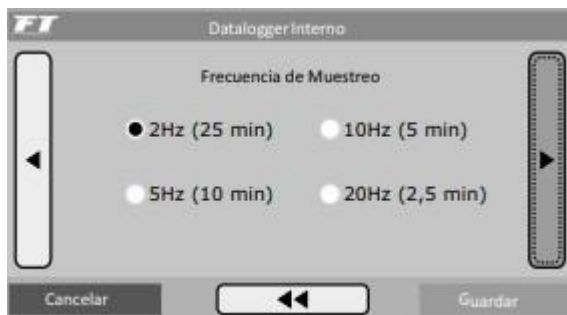 FT
Datalogger Interno
Frecuencia de Muestreo
2Hz (25 min) 10Hz (5 min)
5Hz (10 min) 20Hz (2,5 min)
Cancelar Guardar